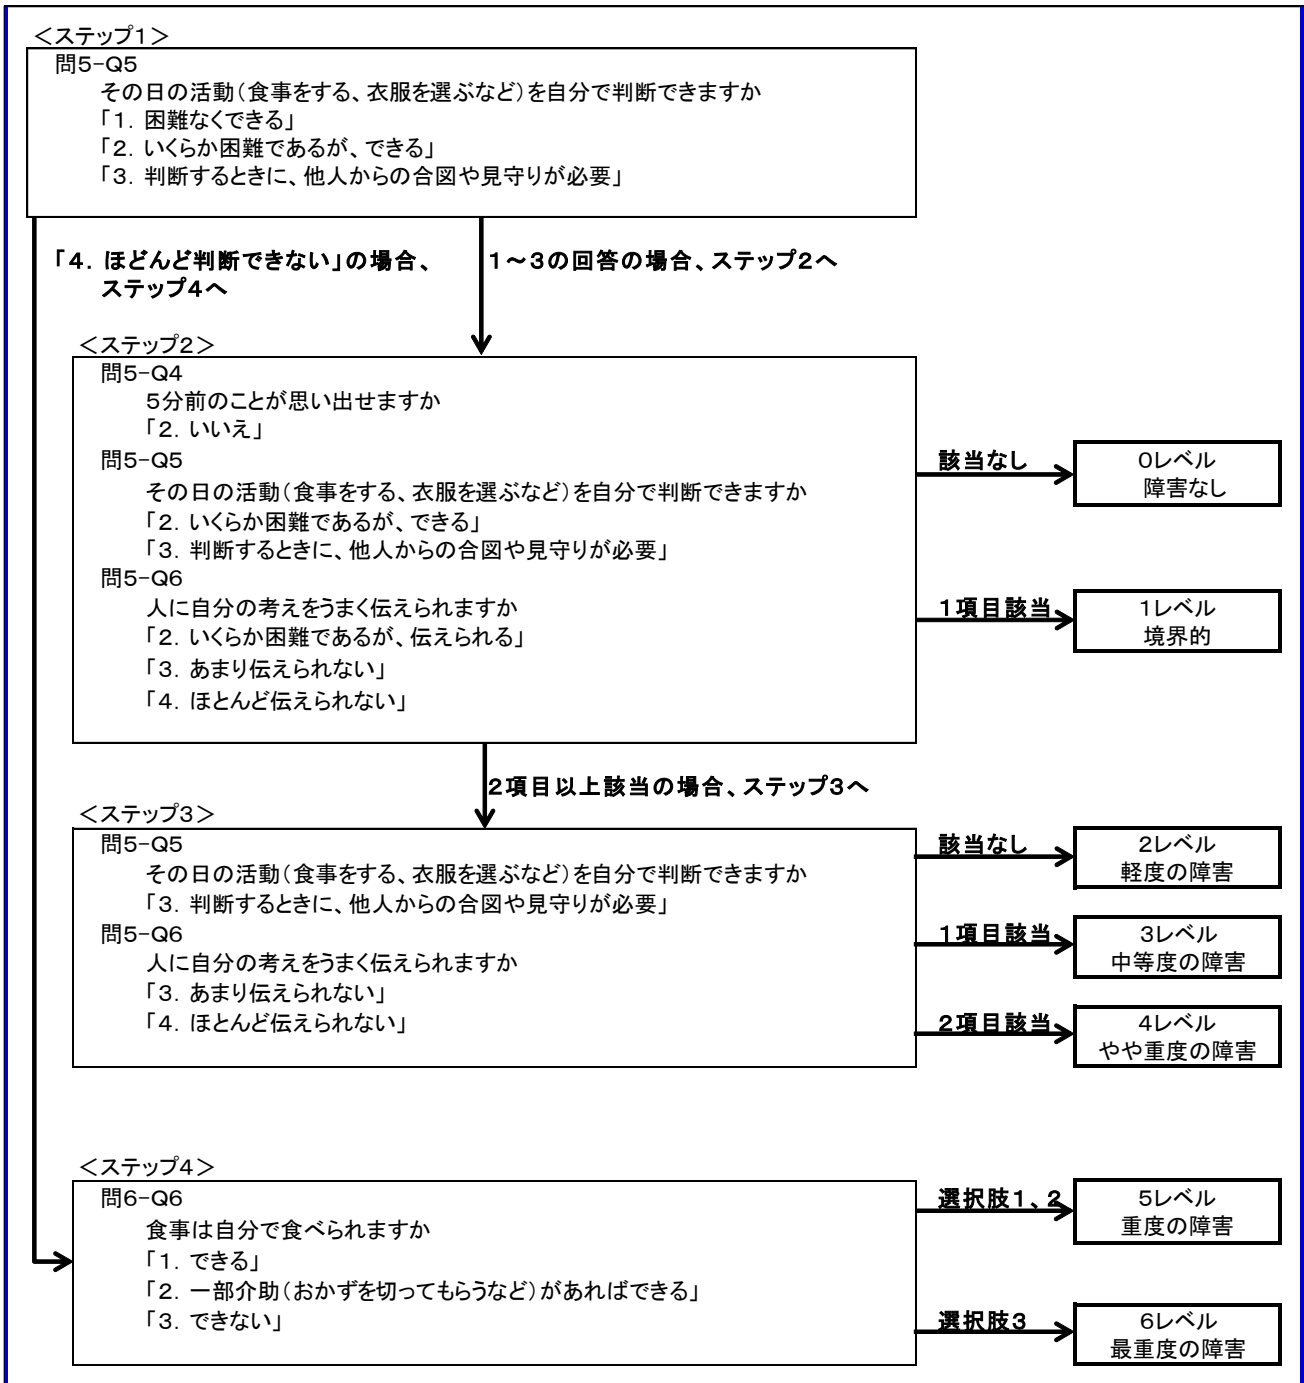 ＜ステップ1＞
問5-Q5
その日の活動（食事をする、衣服を選ぶなど）を自分で判断できますか
「1．困難なくできる」
「2．いくらか困難であるが、できる」
「3．判断するときに、他人からの合図や見守りが必要」
「4．ほどんど判断できない」の場合、
ステップ4へ
1～3の回答の場合、ステップ2へ
＜ステップ2＞
問5-Q4
5分前のことが思い出せますか
「2．いいえ」
問5-Q5
その日の活動（食事をする、衣服を選ぶなど）を自分で判断できますか
「2．いくらか困難であるが、できる」
「3．判断するときに、他人からの合図や見守りが必要」
問5-Q6
人に自分の考えをうまく伝えられますか
「2．いくらか困難であるが、伝えられる」
「3．あまり伝えられない」
「4．ほとんど伝えられない」
該当なし
0レベル
障害なし
1項目該当
1レベル
境界的
2項目以上該当の場合、ステップ3へ
＜ステップ3＞
問5-Q5
その日の活動（食事をする、衣服を選ぶなど）を自分で判断できますか
「3．判断するときに、他人からの合図や見守りが必要」
問5-Q6
人に自分の考えをうまく伝えられますか
「3．あまり伝えられない」
「4．ほとんど伝えられない」
該当なし
2レベル
軽度の障害
1項目該当
3レベル
中等度の障害
2項目該当
4レベル
やや重度の障害
＜ステップ4＞
問6-Q6
食事は自分で食べられますか
「1．できる」
「2．一部介助（おかずを切ってもらうなど）があればできる」
「3．できない」
選択肢1、2
5レベル
重度の障害
選択肢3
6レベル
最重度の障害